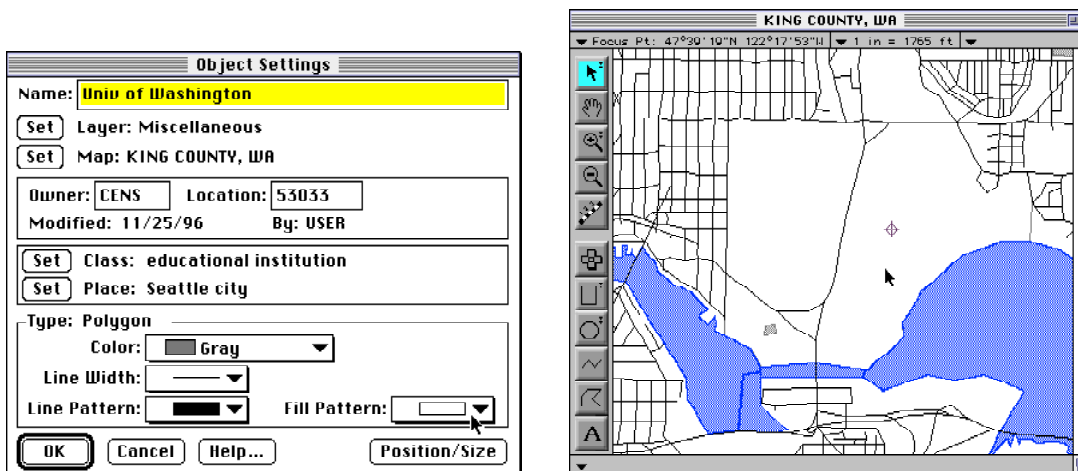 Object Settings
Name: Univ of Washington
Set Layer: Miscellaneous
Set Map: KING COUNTY, WA
Owner: CENS Location: 53033
Modified: 11/25/96 By: USER
Set Class: educational institution
Set Place: Seattle city
Type: Polygon
Color: Gray
Line Width:
Line Pattern: Fill Pattern:
OK Cancel Help... Position/Size
KING COUNTY, WA
Focus Pt: 47°39'19"N 122°17'53"W 1 in = 1765 ft
A